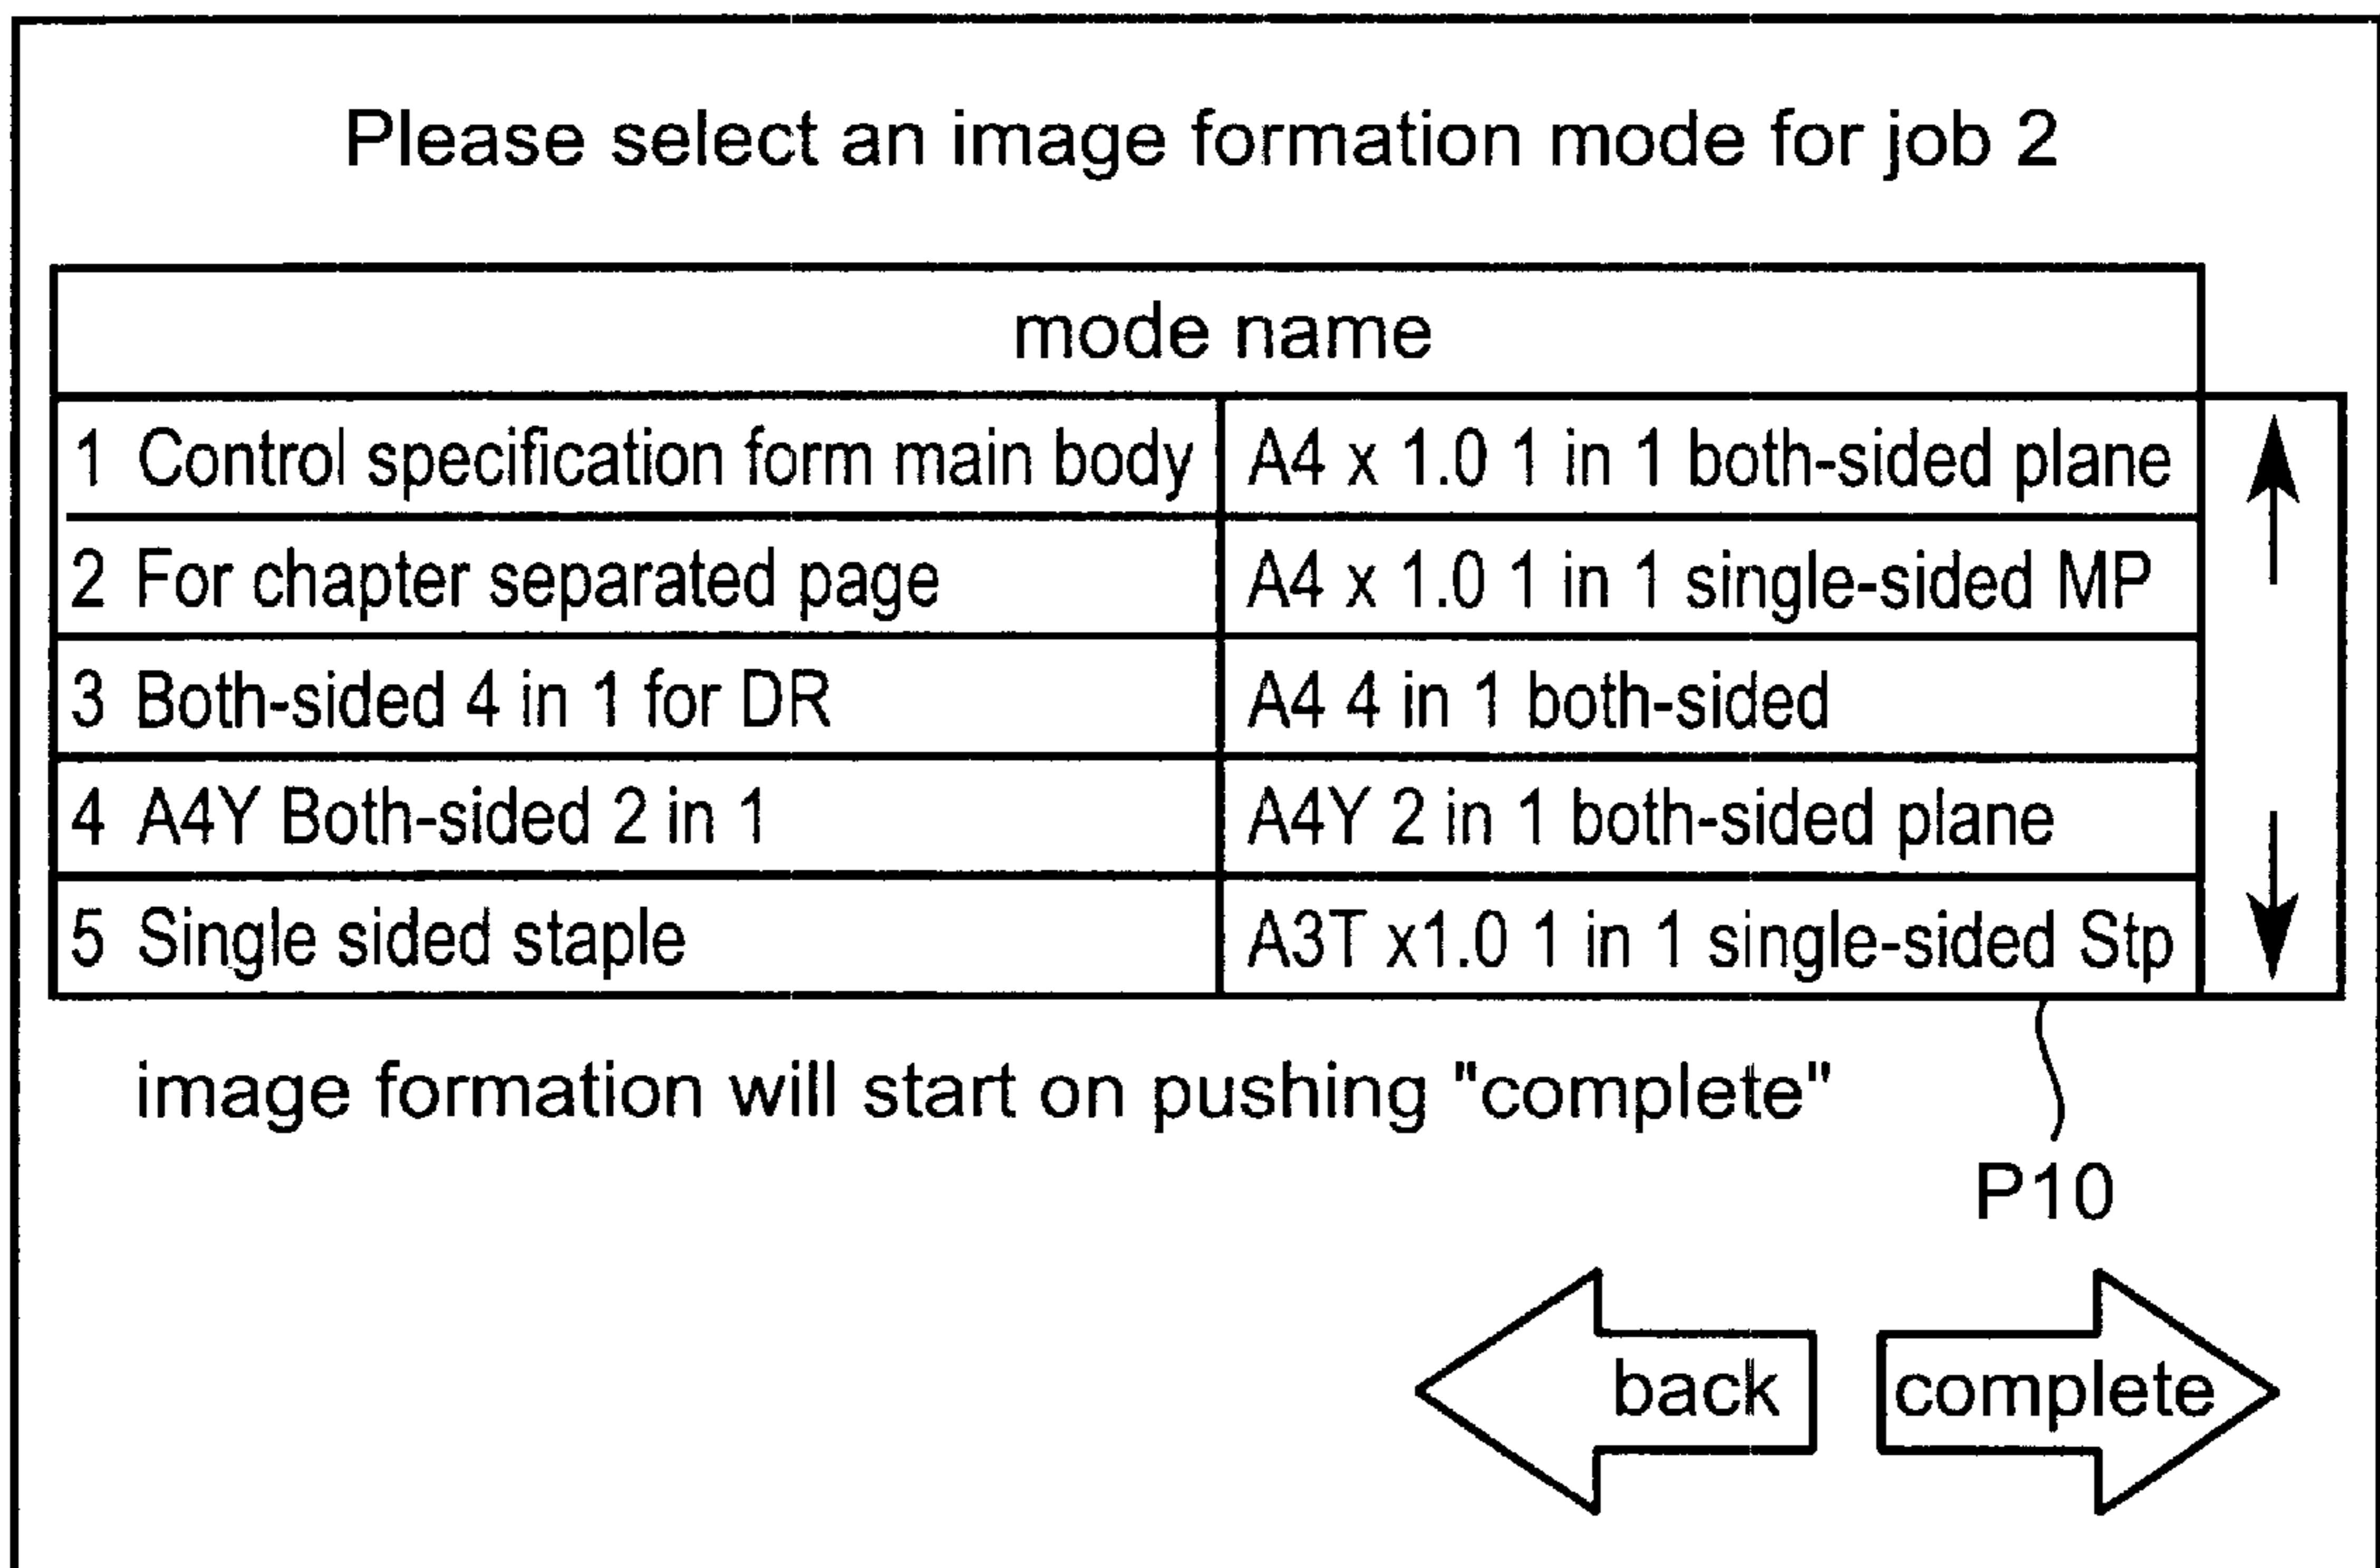 Please select an image formation mode for job 2
mode name
1 Control specification form main body A4 x 1.0 1 in 1 both-sided plane
2 For chapter separated page A4 x 1.0 1 in 1 single-sided MP
3 Both-sided 4 in 1 for DR A4 4 in 1 both-sided
4 A4Y Both-sided 2 in 1 A4Y 2 in 1 both-sided plane
5 Single sided staple A3T x1.0 1 in 1 single-sided Stp
image formation will start on pushing "complete"
P10
back complete